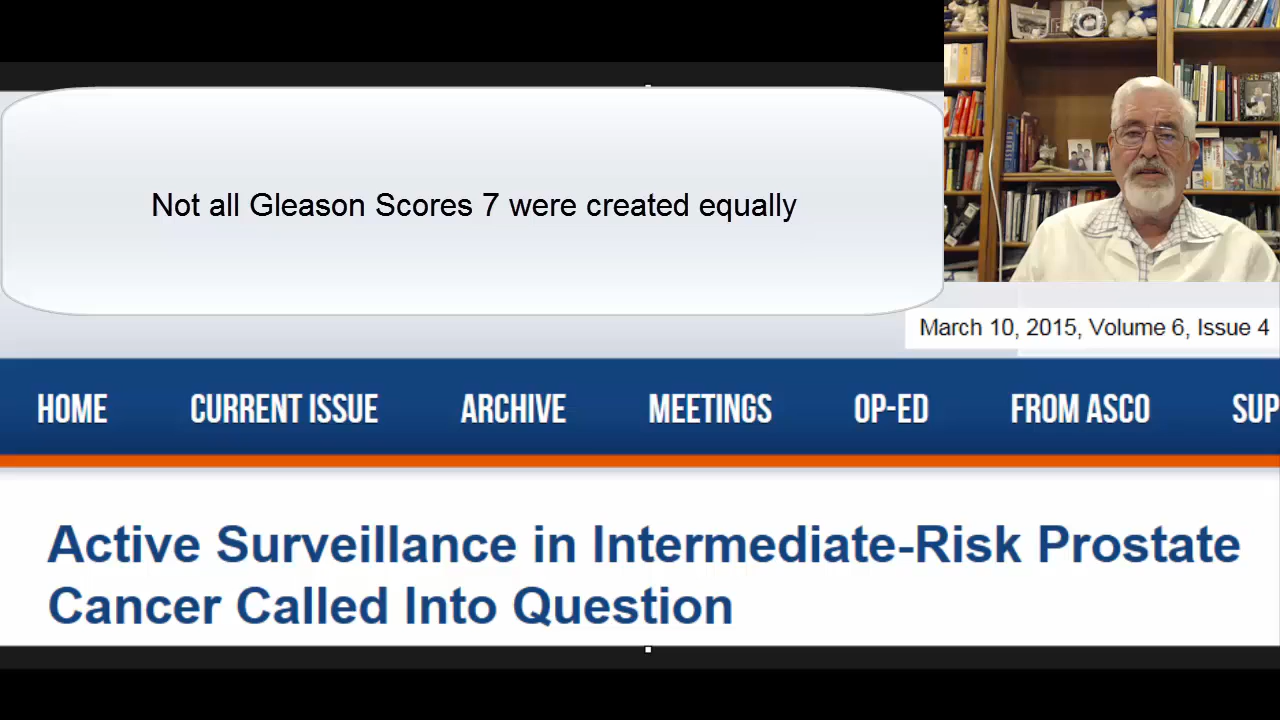 Not all Gleason Scores 7 were created equally
March 10, 2015, Volume 6, Issue 4
HOME CURRENT ISSUE ARCHIVE MEETINGS OP-ED FROM ASCO SUP
Active Surveillance in Intermediate-Risk Prostate
Cancer Called Into Question